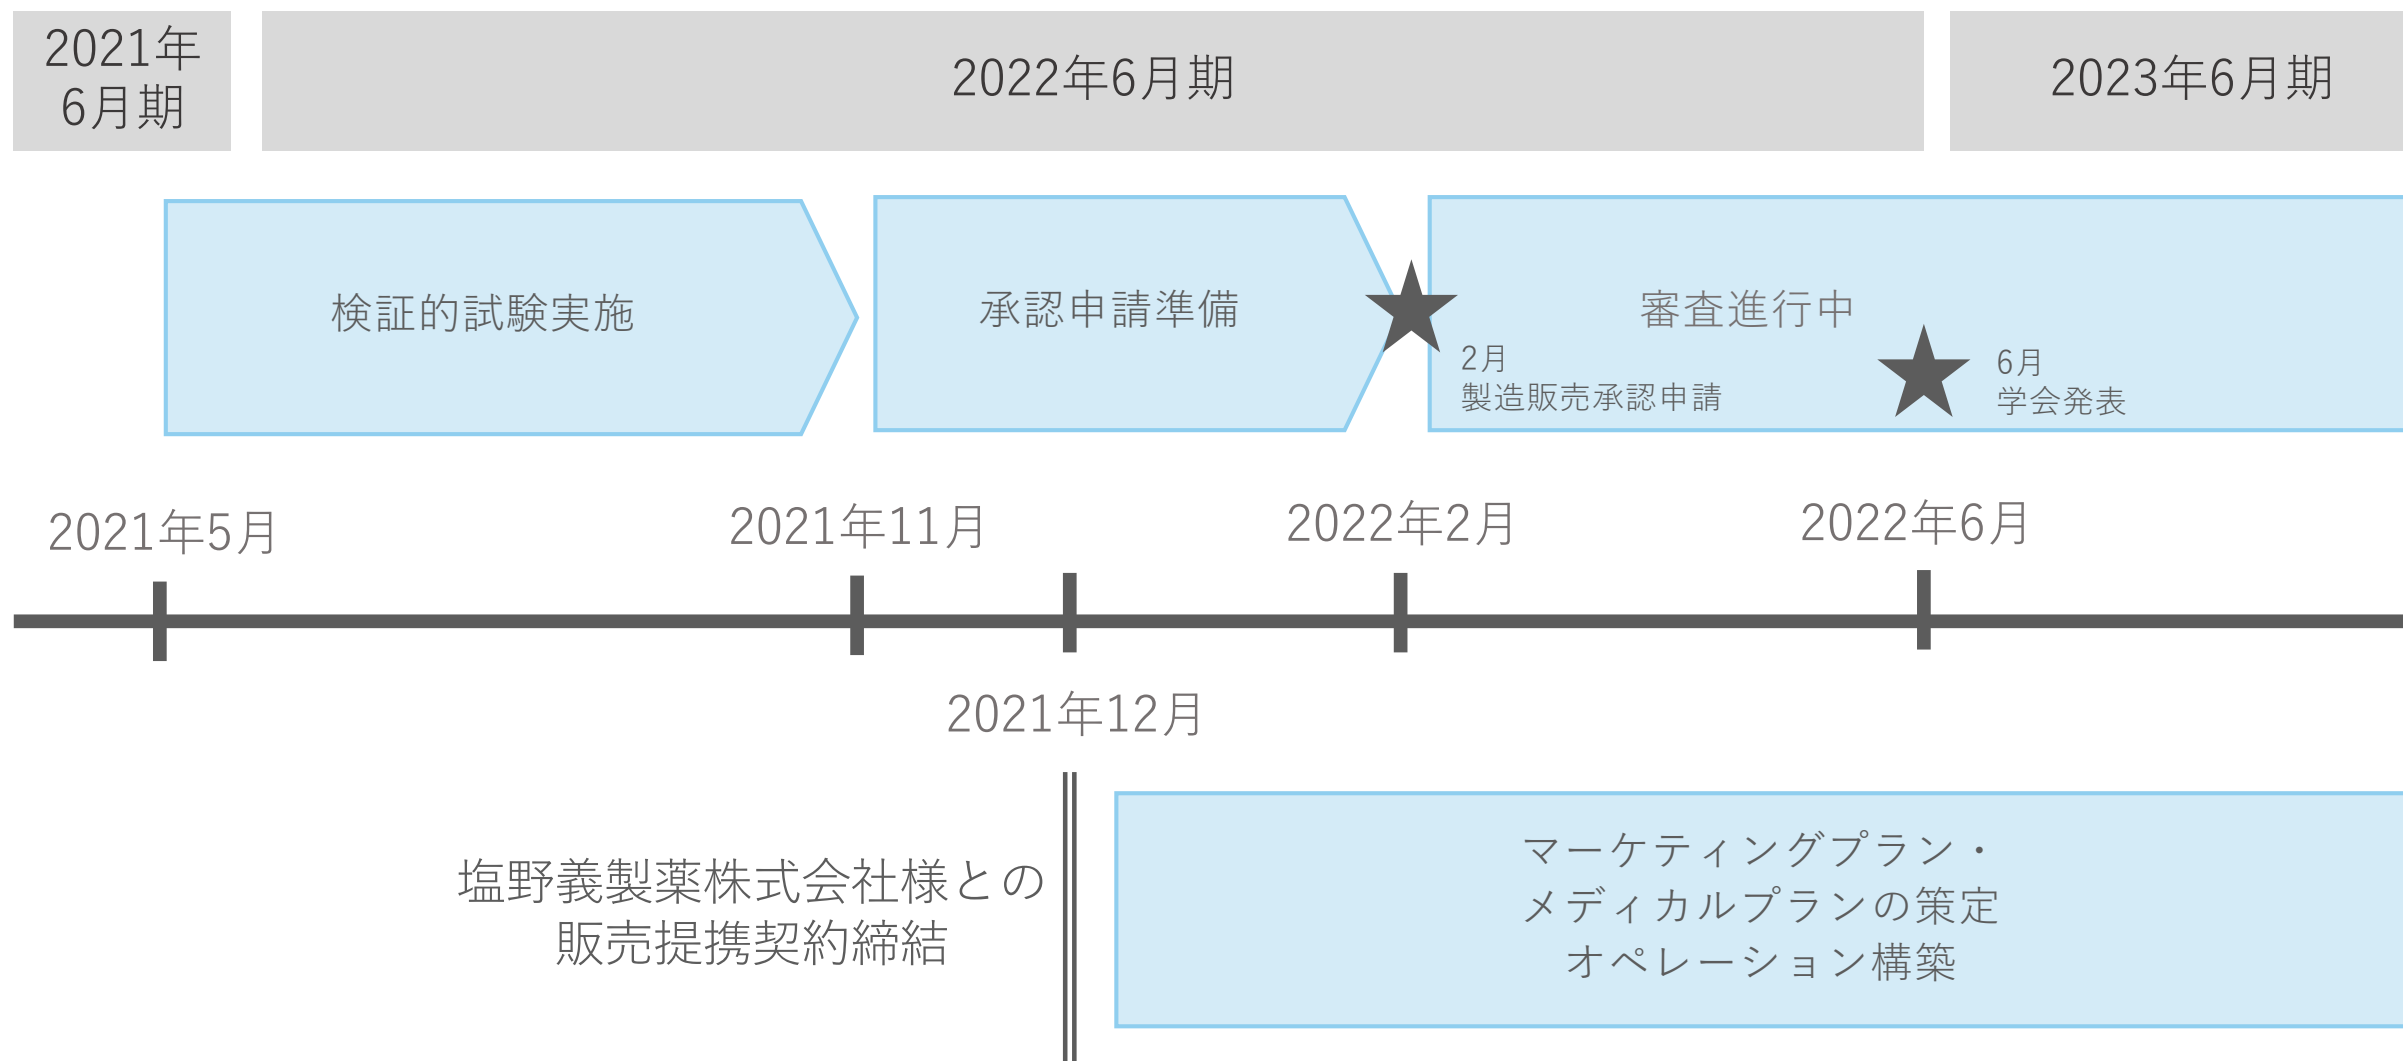 2021年
6月期
2022年6月期
2023年6月期
検証的試験実施
承認申請準備
審査進行中
2月
製造販売承認申請
6月
学会発表
2021年5月
2021年11月
2022年2月
2022年6月
2021年12月
塩野義製薬株式会社様との
販売提携契約締結
マーケティングプラン・
メディカルプランの策定
オペレーション構築